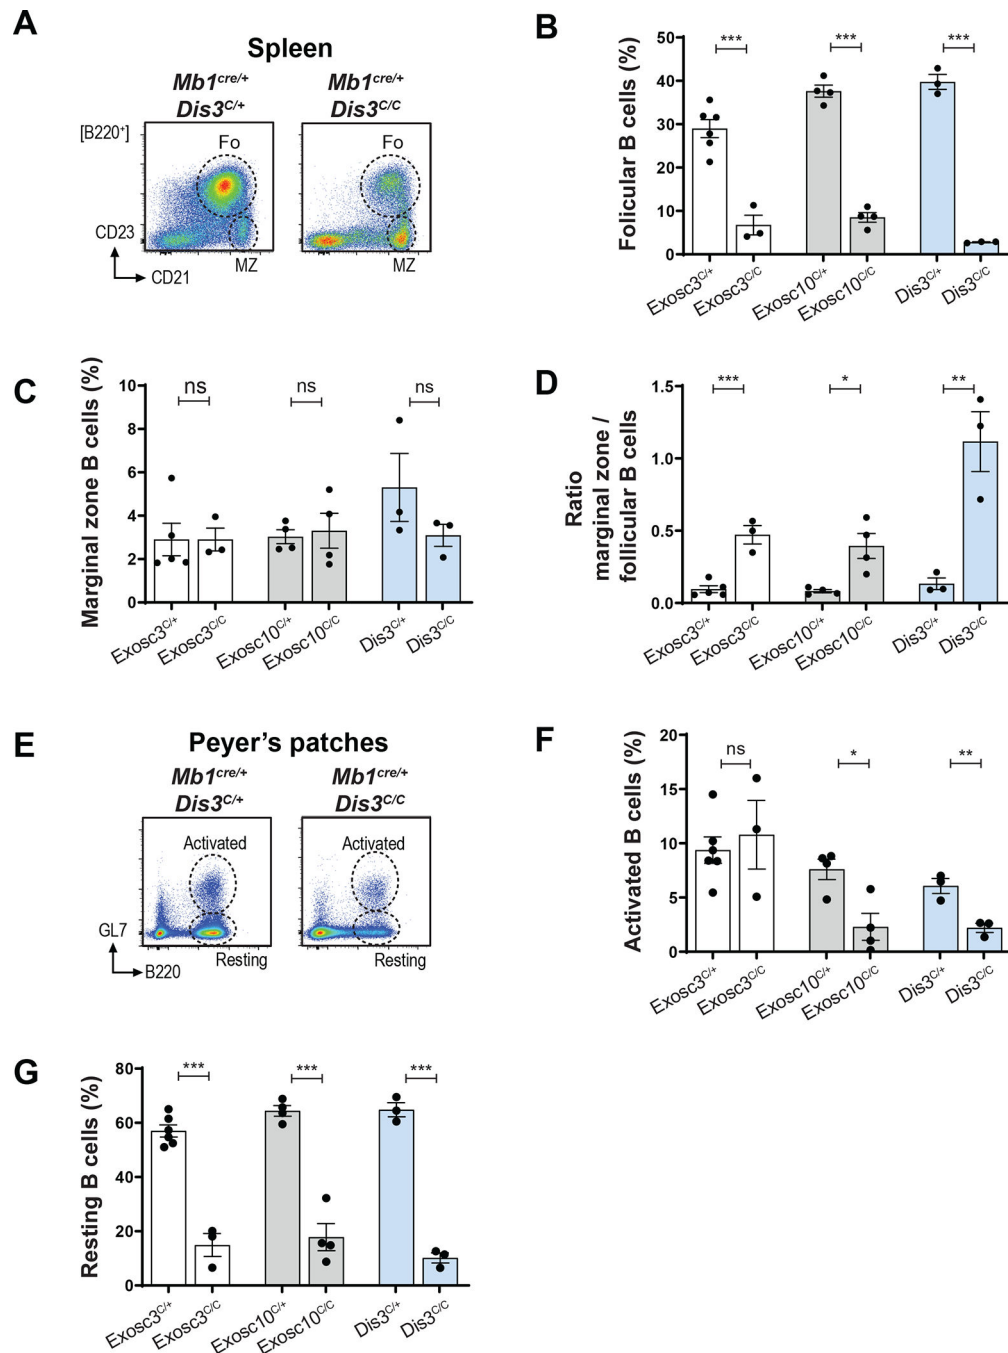 A
Spleen
Mb1cre/+ Mb1cre/+
Dis3C/+ Dis3C/C
[B220+]
Fo Fo
CD23
MZ MZ
CD21
B
Follicular B cells (%)
50
40
30
20
10
0
*** *** ***
Exosc3C/+ Exosc3C/C Exosc10C/+ Exosc10C/C Dis3C/+ Dis3C/C
C
Marginal zone B cells (%)
10
8
6
4
2
0
ns ns ns
Exosc3C/+ Exosc3C/C Exosc10C/+ Exosc10C/C Dis3C/+ Dis3C/C
D
Ratio
marginal zone /
follicular B cells
1.5
1.0
0.5
0.0
*** * **
Exosc3C/+ Exosc3C/C Exosc10C/+ Exosc10C/C Dis3C/+ Dis3C/C
E
Peyer's patches
Mb1cre/+ Mb1cre/+
Dis3C/+ Dis3C/C
Activated Activated
GL7
Resting Resting
B220
F
Activated B cells (%)
20
15
10
5
0
ns * **
Exosc3C/+ Exosc3C/C Exosc10C/+ Exosc10C/C Dis3C/+ Dis3C/C
G
Resting B cells (%)
80
60
40
20
0
*** *** ***
Exosc3C/+ Exosc3C/C Exosc10C/+ Exosc10C/C Dis3C/+ Dis3C/C